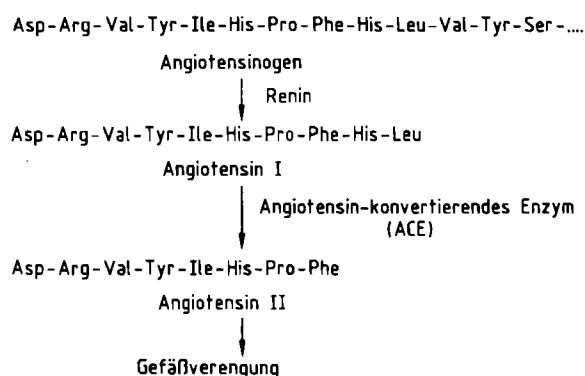 Asp-Arg-Val-Tyr-Ile-His-Pro-Phe-His-Leu-Val-Tyr-Ser-....
Angiotensinogen
Renin
Asp-Arg-Val-Tyr-Ile-His-Pro-Phe-His-Leu
Angiotensin I
Angiotensin-konvertierendes Enzym
(ACE)
Asp-Arg-Val-Tyr-Ile-His-Pro-Phe
Angiotensin II
Gefäßverengung